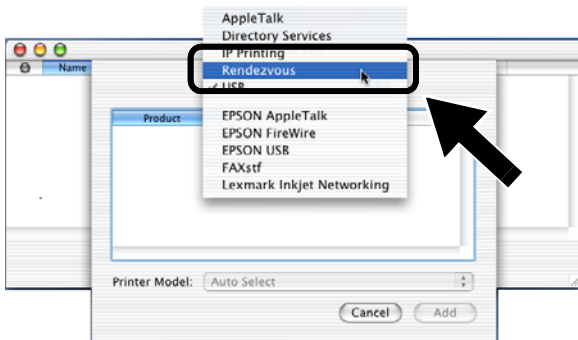 AppleTalk
Directory Services
IP Printing
Rendezvous
✓ USB
EPSON AppleTalk
EPSON FireWire
EPSON USB
FAXstf
Lexmark Inkjet Networking
Name
Product
Printer Model: Auto Select
Cancel Add